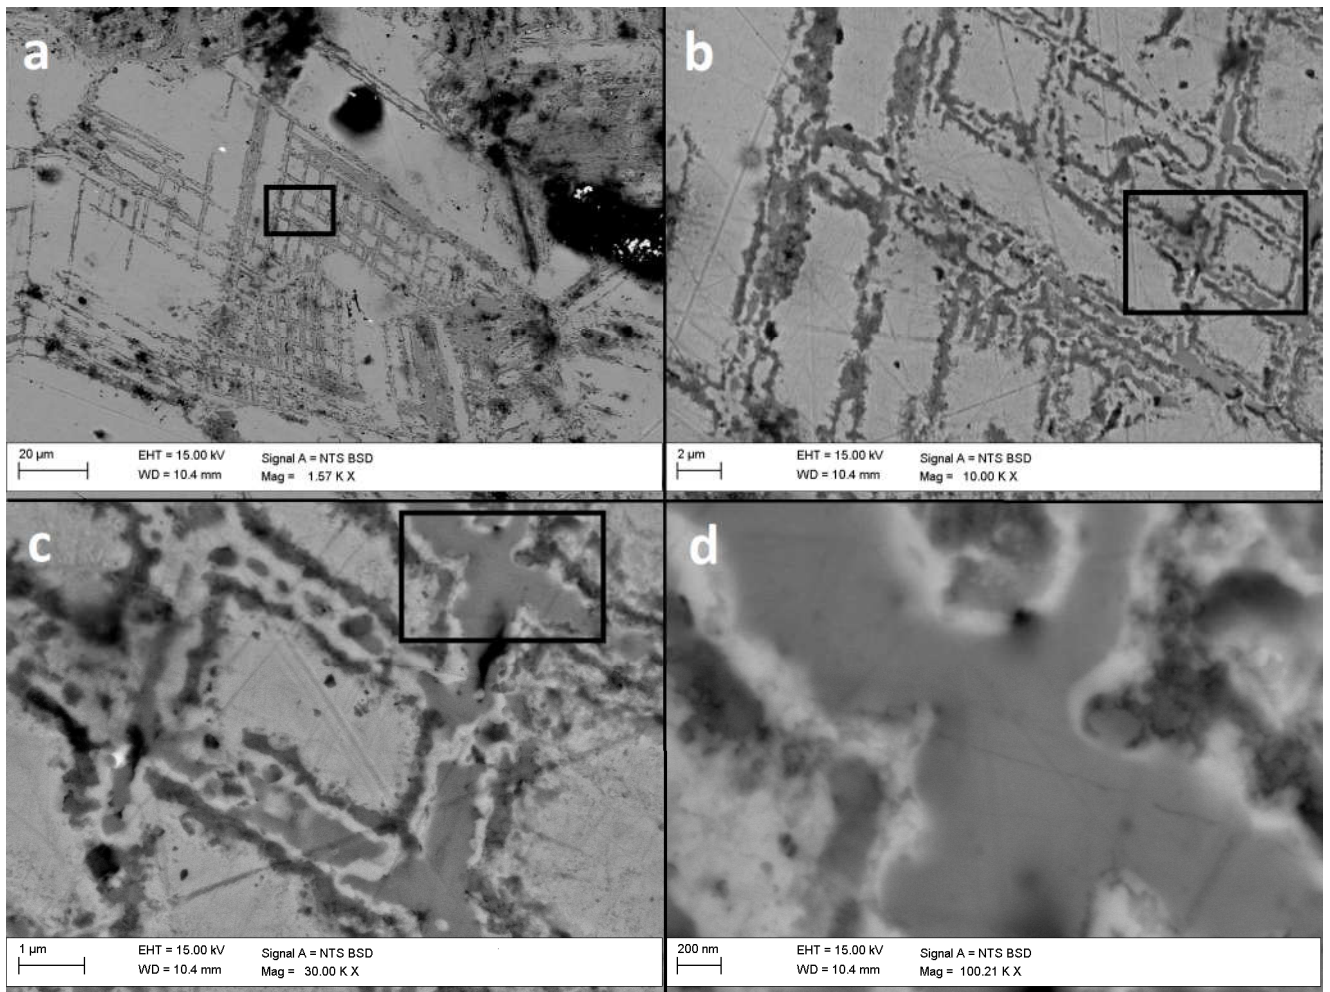 a
b
20 µm
EHT = 15.00 kV
Signal A = NTS BSD
WD = 10.4 mm
Mag = 1.57 K X
2 µm
EHT = 15.00 kV
Signal A = NTS BSD
WD = 10.4 mm
Mag = 10.00 K X
c
d
1 µm
EHT = 15.00 kV
Signal A = NTS BSD
WD = 10.4 mm
Mag = 30.00 K X
200 nm
EHT = 15.00 kV
Signal A = NTS BSD
WD = 10.4 mm
Mag = 100.21 K X